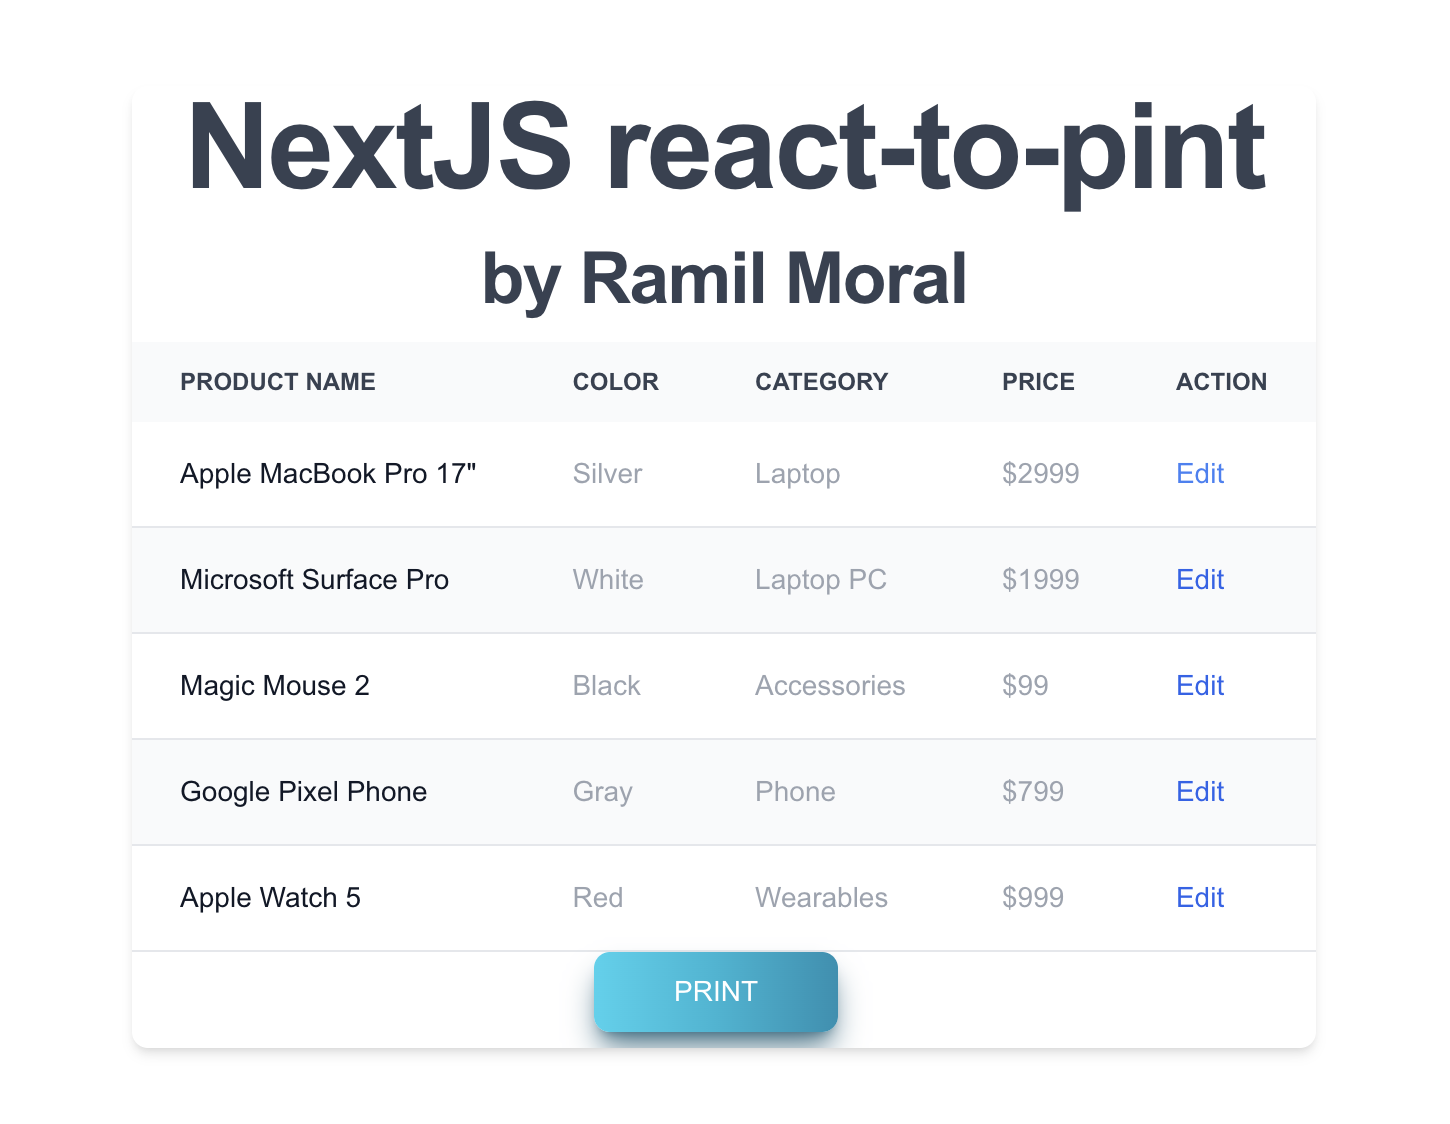 NextJS react-to-pint
by Ramil Moral
PRODUCT NAME COLOR CATEGORY PRICE ACTION
Apple MacBook Pro 17" Silver Laptop $2999 Edit
Microsoft Surface Pro White Laptop PC $1999 Edit
Magic Mouse 2 Black Accessories $99 Edit
Google Pixel Phone Gray Phone $799 Edit
Apple Watch 5 Red Wearables $999 Edit
PRINT